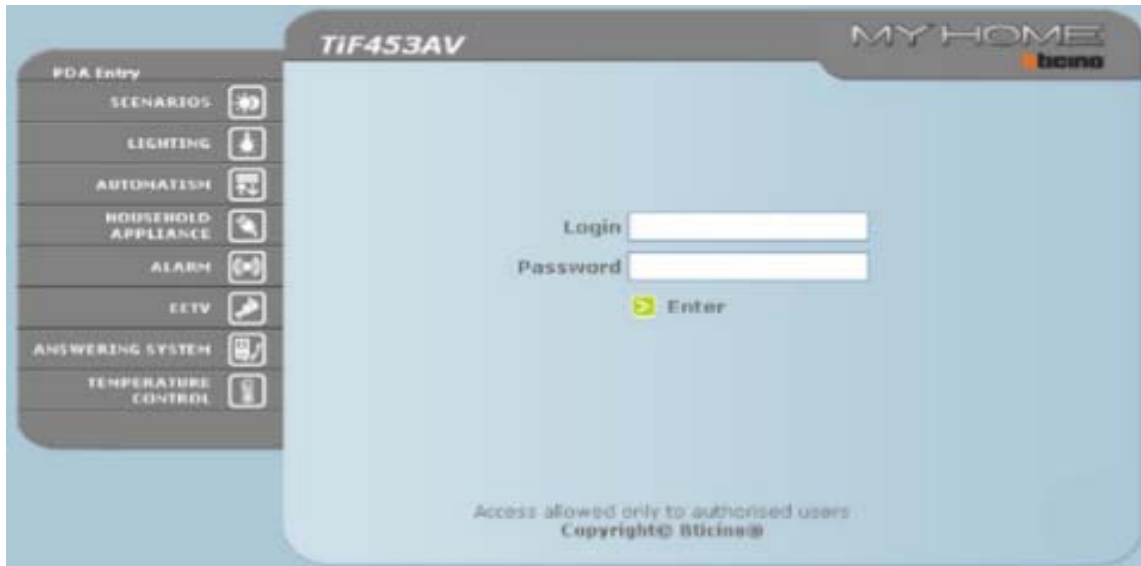 TiF453AV
MY HOME
bticino
PDA Entry
SCENARIOS
LIGHTING
AUTOMATISM
HOUSEHOLD
APPLIANCE
ALARM
CCTV
ANSWERING SYSTEM
TEMPERATURE
CONTROL
Login
Password
Enter
Access allowed only to authorised users
Copyright© Bticino®